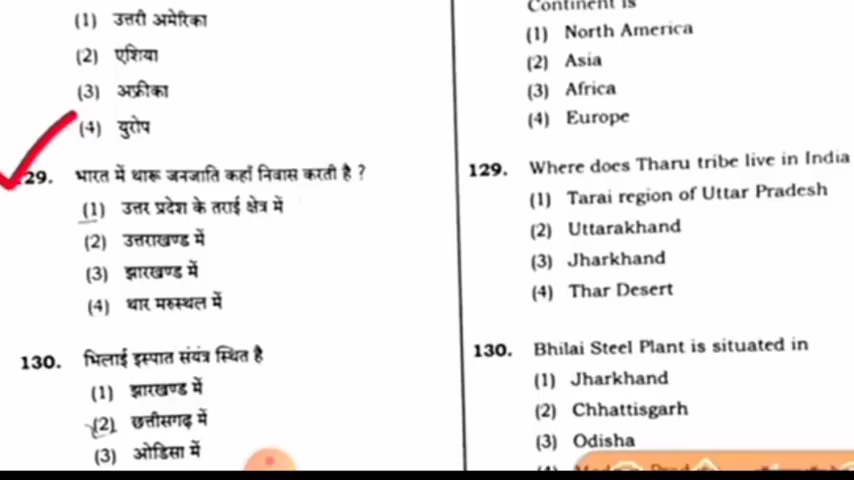 (1) उत्तरी अमेरिका
(2) एशिया
(3) अफ्रीका
(4) युरोप
29. भारत में थारू जनजाति कहाँ निवास करती है ?
(1) उत्तर प्रदेश के तराई क्षेत्र में
(2) उत्तराखण्ड में
(3) झारखण्ड में
(4) थार मरुस्थल में
130. भिलाई इस्पात संयंत्र स्थित है
(1) झारखण्ड में
(2) छत्तीसगढ़ में
(3) ओडिसा में
Continent is
(1) North America
(2) Asia
(3) Africa
(4) Europe
129. Where does Tharu tribe live in India
(1) Tarai region of Uttar Pradesh
(2) Uttarakhand
(3) Jharkhand
(4) Thar Desert
130. Bhilai Steel Plant is situated in
(1) Jharkhand
(2) Chhattisgarh
(3) Odisha